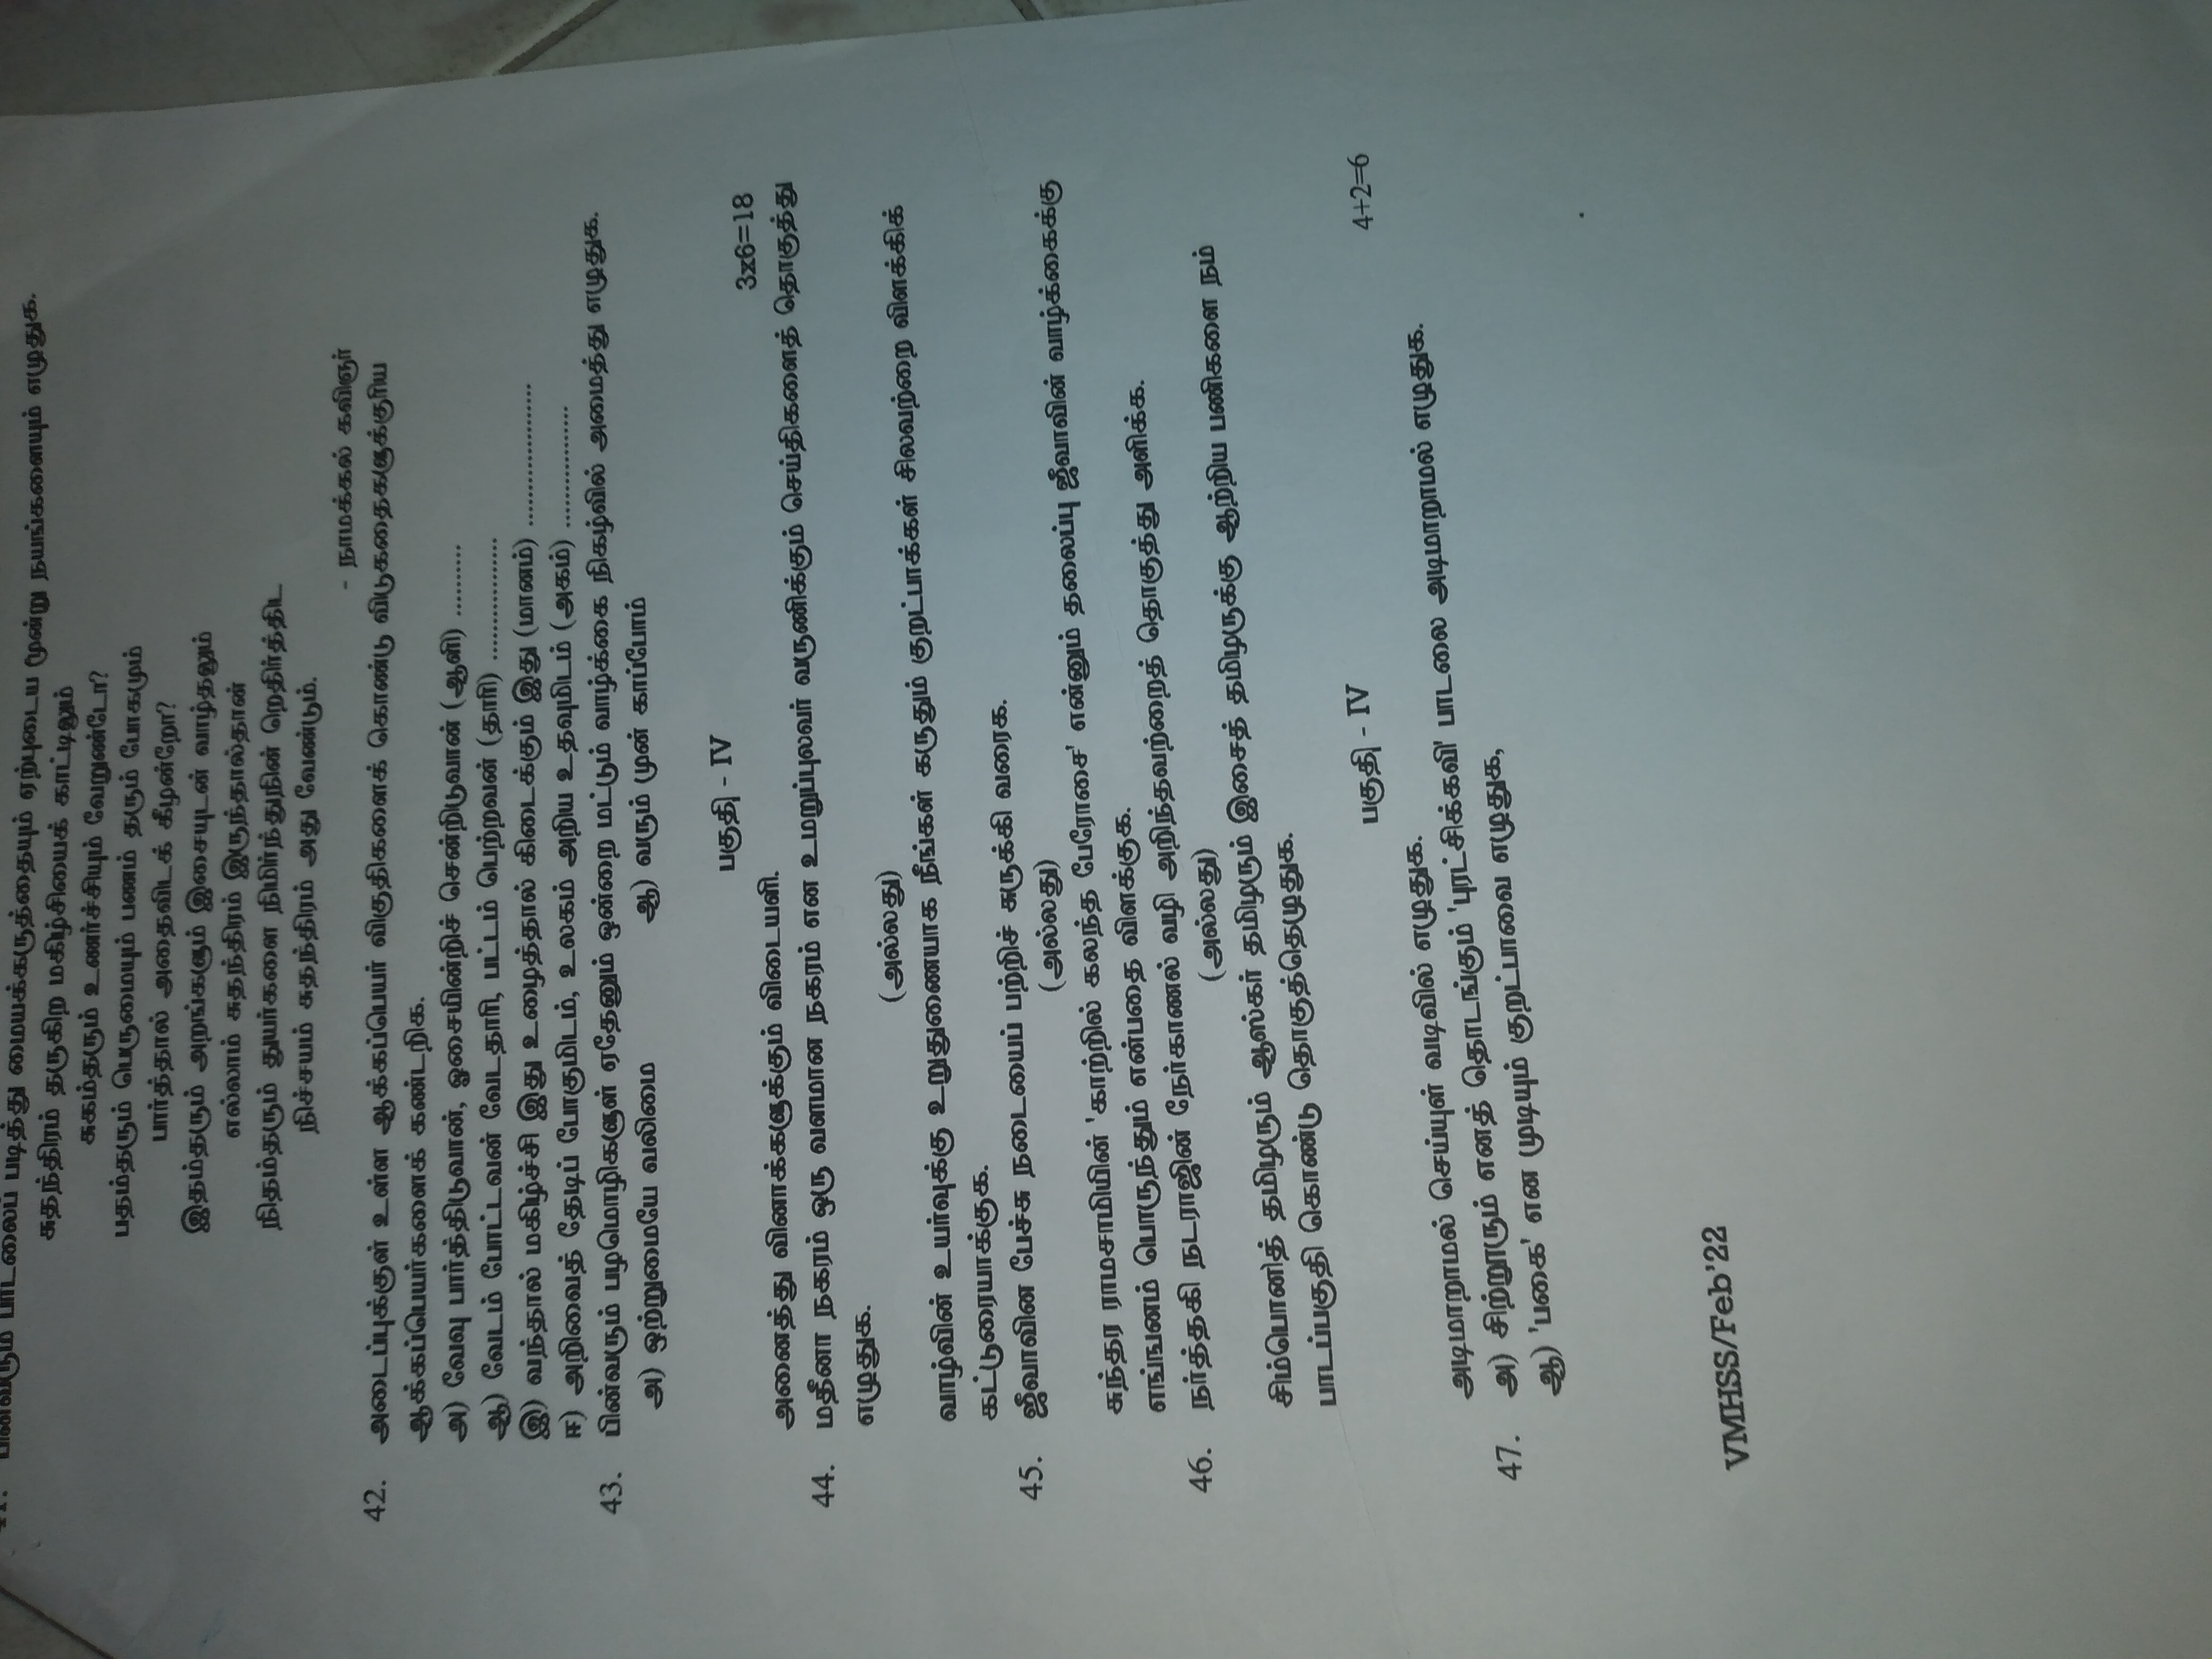 41. பின்வரும் பாடலைப் படித்து மையக்கருத்தையும் ஏற்புடைய மூன்று நயங்களையும் எழுதுக.
சுதந்திரம் தருகிற மகிழ்சியைக் காட்டிலும்
சுகம்தரும் உணர்ச்சியும் வேறுண்டோ?
பதம்தரும் பெருமையும் பணம் தரும் போகமும்
பார்த்தால் அதைவிடக் கீழன்றோ?
இதம்தரும் அறங்களும் இசையுடன் வாழ்தலும்
எல்லாம் சுதந்திரம் இருந்தால்தான்
நிதம்தரும் துயர்களை நிமிர்ந்துநின் றெதிர்த்திட
நிச்சயம் சுதந்திரம் அது வேண்டும்.
- நாமக்கல் கவிஞர்
42. அடைப்புக்குள் உள்ள ஆக்கப்பெயர் விகுதிகளைக் கொண்டு விடுகதைகளுக்குரிய
ஆக்கப்பெயர்களைக் கண்டறிக.
அ) வேவு பார்த்திடுவான், ஓசையின்றிச் சென்றிடுவான் (ஆளி) ..........
ஆ) வேடம் போட்டவன் வேடதாரி, பட்டம் பெற்றவன் (தாரி) .................
இ) வந்தால் மகிழ்ச்சி இது உழைத்தால் கிடைக்கும் இது (மானம்) ....................
ஈ) அறிவைத் தேடிப் போகுமிடம், உலகம் அறிய உதவுமிடம் (அகம்) .................
43. பின்வரும் பழமொழிகளுள் ஏதேனும் ஒன்றை மட்டும் வாழ்க்கை நிகழ்வில் அமைத்து எழுதுக.
அ) ஒற்றுமையே வலிமை ஆ) வரும் முன் காப்போம்
பகுதி - IV
3x6=18
அனைத்து வினாக்களுக்கும் விடையளி.
44. மதீனா நகரம் ஒரு வளமான நகரம் என உமறுப்புலவர் வருணிக்கும் செய்திகளைத் தொகுத்து
எழுதுக.
(அல்லது)
வாழ்வின் உயர்வுக்கு உறுதுணையாக நீங்கள் கருதும் குறட்பாக்கள் சிலவற்றை விளக்கிக்
கட்டுரையாக்குக.
45. ஜீவாவின பேச்சு நடையைப் பற்றிச் சுருக்கி வரைக.
(அல்லது)
சுந்தர ராமசாமியின் 'காற்றில் கலந்த பேரோசை' என்னும் தலைப்பு ஜீவாவின் வாழ்க்கைக்கு
எங்ஙனம் பொருந்தும் என்பதை விளக்குக.
46. நர்த்தகி நடராஜின் நேர்காணல் வழி அறிந்தவற்றைத் தொகுத்து அளிக்க.
(அல்லது)
சிம்பொனித் தமிழரும் ஆஸ்கர் தமிழரும் இசைத் தமிழருக்கு ஆற்றிய பணிகளை நம்
பாடப்பகுதி கொண்டு தொகுத்தெழுதுக.
பகுதி - IV
4+2=6
அடிமாறாமல் செய்யுள் வடிவில் எழுதுக.
47. அ) சிற்றூரும் எனத் தொடங்கும் 'புரட்சிக்கவி' பாடலை அடிமாறாமல் எழுதுக.
ஆ) 'பகை' என முடியும் குறட்பாவை எழுதுக,
VMHSS/Feb'22